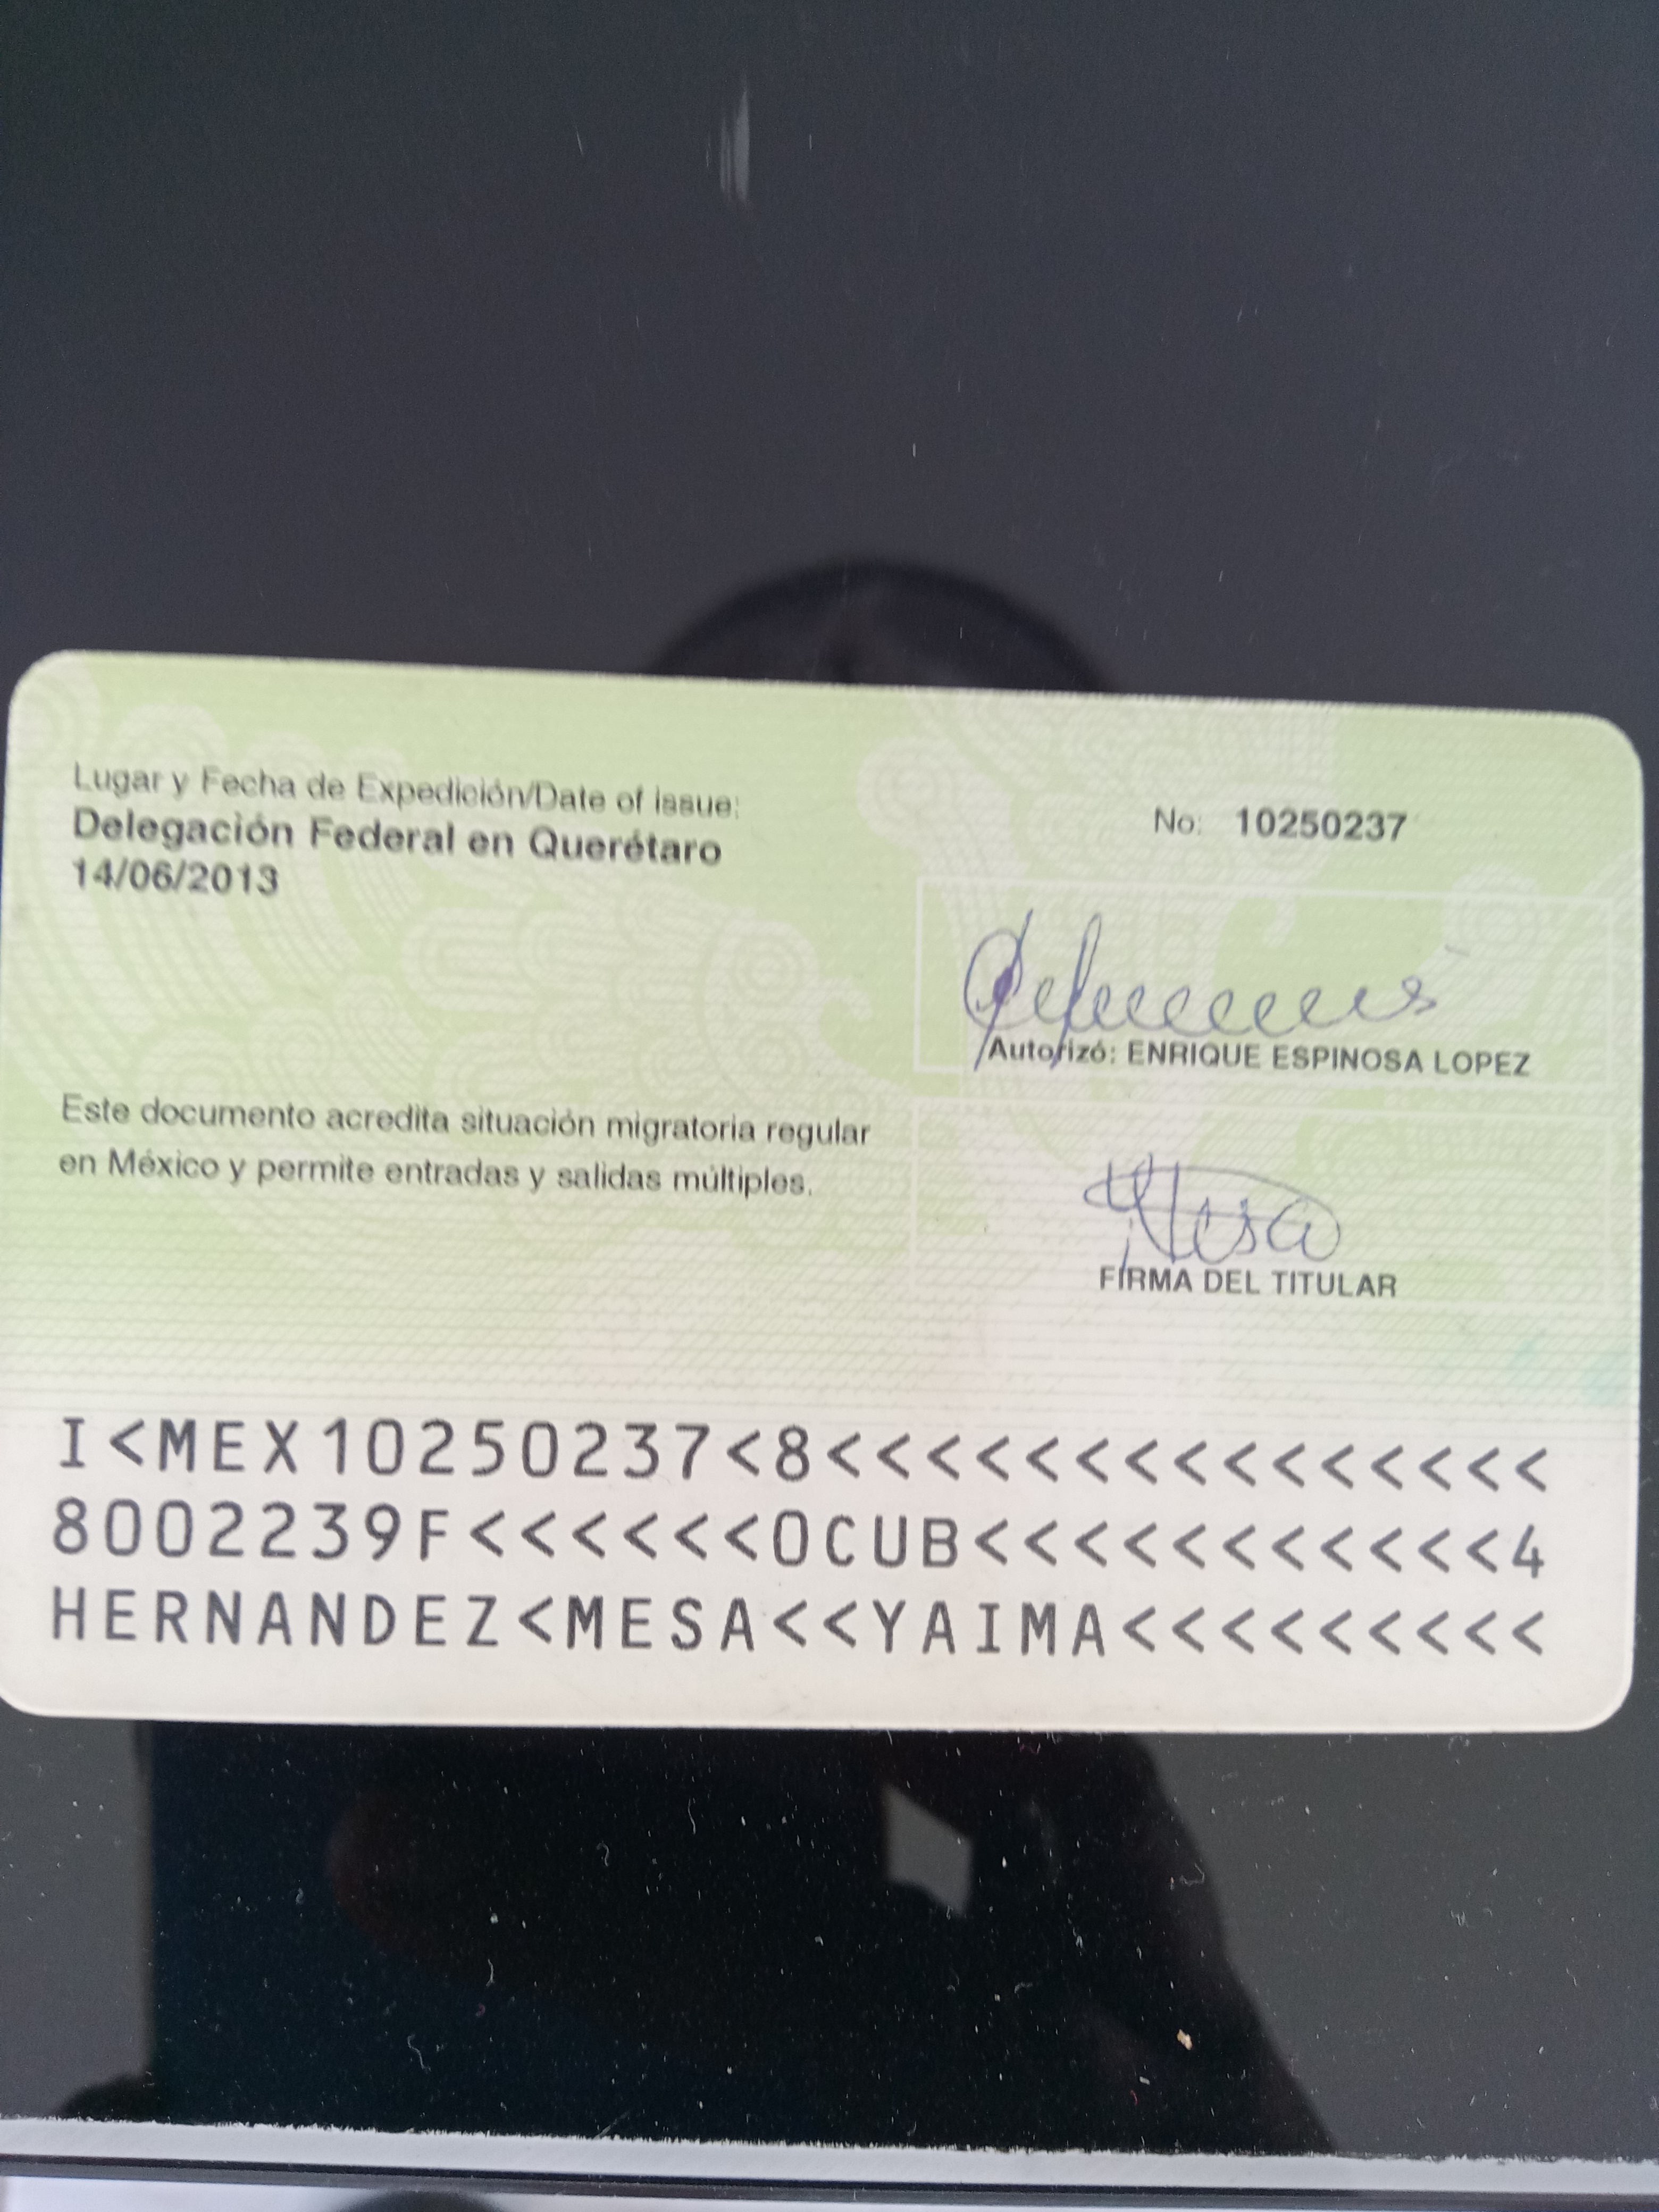 Lugar y Fecha de Expedición/Date of issue:
Delegación Federal en Querétaro
14/06/2013
No: 10250237
Autorizó: ENRIQUE ESPINOSA LOPEZ
Este documento acredita situación migratoria regular
en México y permite entradas y salidas múltiples.
Mesa
FIRMA DEL TITULAR
I<MEX10250237<8<<<<<<<<<<<<<<<
8002239F<<<<<<0CUB<<<<<<<<<<<4
HERNANDEZ<MESA<<YAIMA<<<<<<<<<